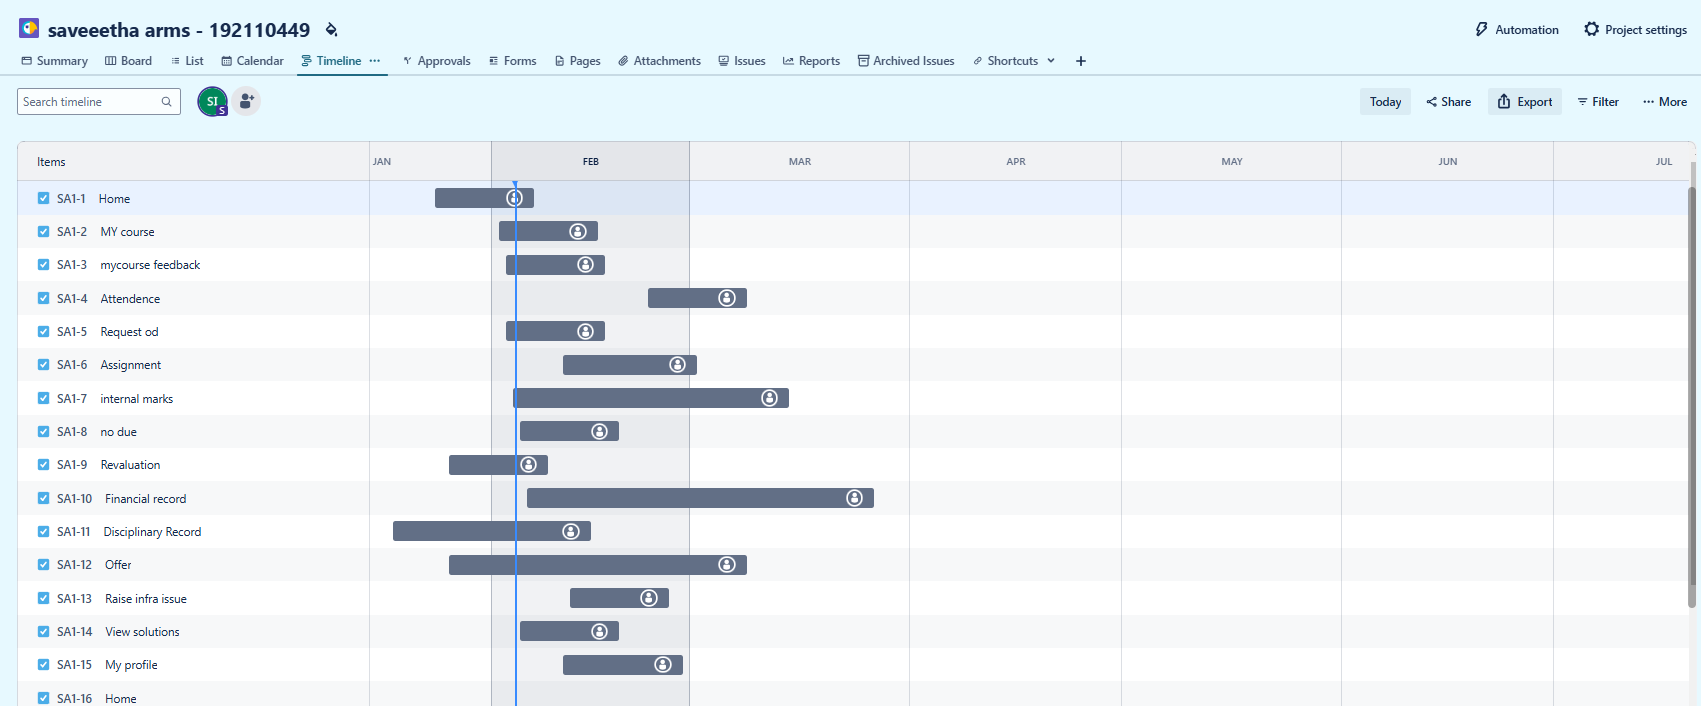 saveeetha arms - 192110449
Automation
Project settings
Summary
Board
List
Calendar
Timeline
Approvals
Forms
Pages
Attachments
Issues
Reports
Archived Issues
Shortcuts
Search timeline
SI
S
Today
Share
Export
Filter
More
Items
JAN
FEB
MAR
APR
MAY
JUN
JUL
SA1-1 Home
SA1-2 MY course
SA1-3 mycourse feedback
SA1-4 Attendence
SA1-5 Request od
SA1-6 Assignment
SA1-7 internal marks
SA1-8 no due
SA1-9 Revaluation
SA1-10 Financial record
SA1-11 Disciplinary Record
SA1-12 Offer
SA1-13 Raise infra issue
SA1-14 View solutions
SA1-15 My profile
SA1-16 Home